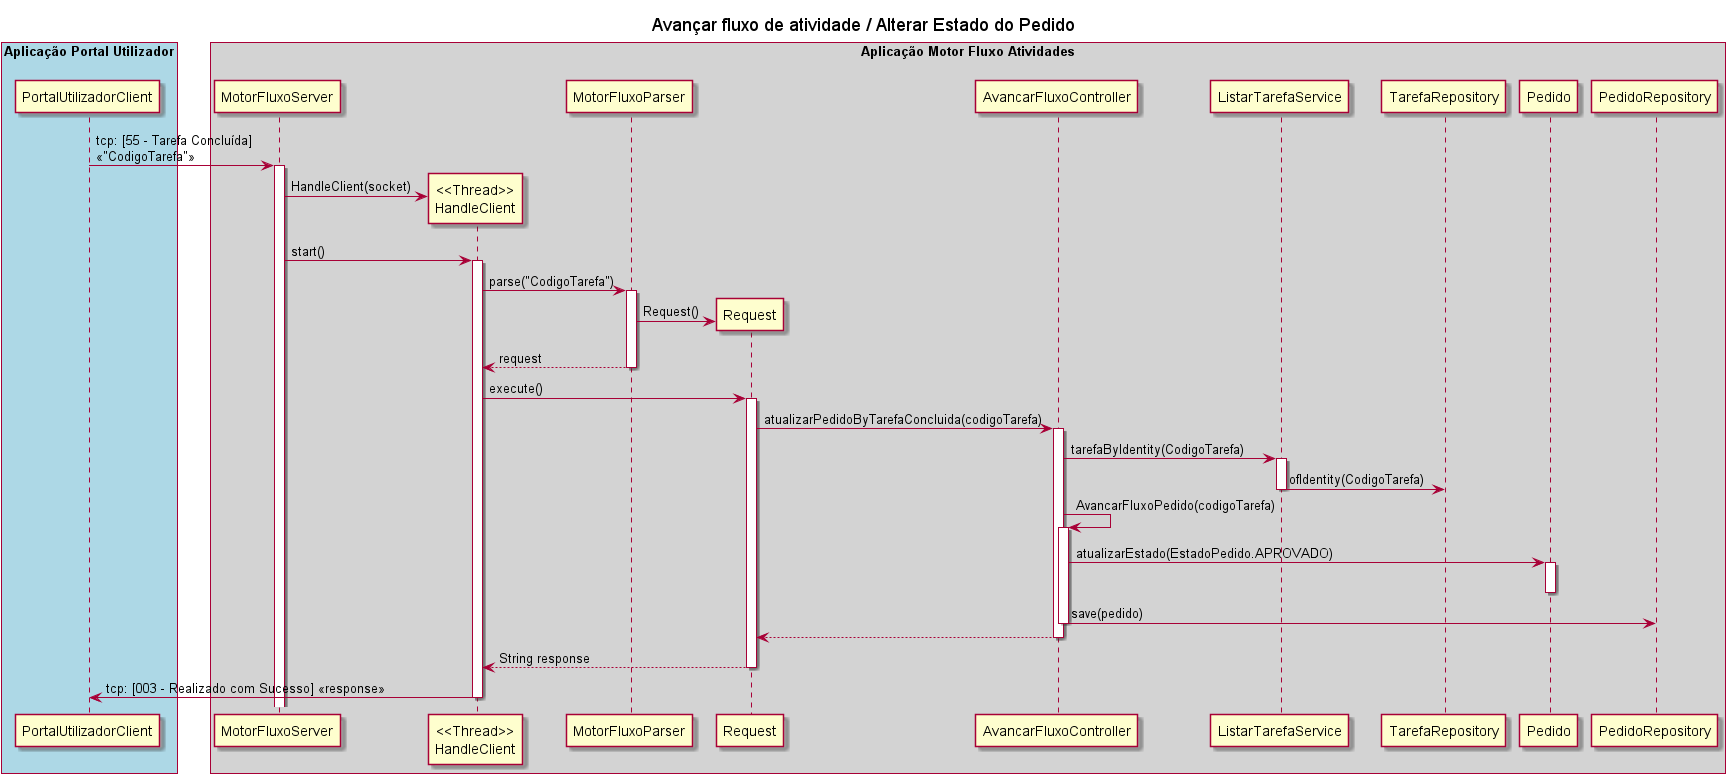 Avançar fluxo de atividade / Alterar Estado do Pedido
Aplicação Portal Utilizador
Aplicação Motor Fluxo Atividades
PortalUtilizadorClient
MotorFluxoServer
MotorFluxoParser
AvancarFluxoController
ListarTarefaService
TarefaRepository
Pedido
PedidoRepository
tcp: [55 - Tarefa Concluída]
«"CodigoTarefa"»
HandleClient(socket)
<<Thread>>
HandleClient
start()
parse("CodigoTarefa")
Request()
Request
request
execute()
atualizarPedidoByTarefaConcluida(codigoTarefa)
tarefaByIdentity(CodigoTarefa)
ofIdentity(CodigoTarefa)
AvancarFluxoPedido(codigoTarefa)
atualizarEstado(EstadoPedido.APROVADO)
save(pedido)
String response
tcp: [003 - Realizado com Sucesso] «response»
PortalUtilizadorClient
MotorFluxoServer
<<Thread>>
HandleClient
MotorFluxoParser
Request
AvancarFluxoController
ListarTarefaService
TarefaRepository
Pedido
PedidoRepository